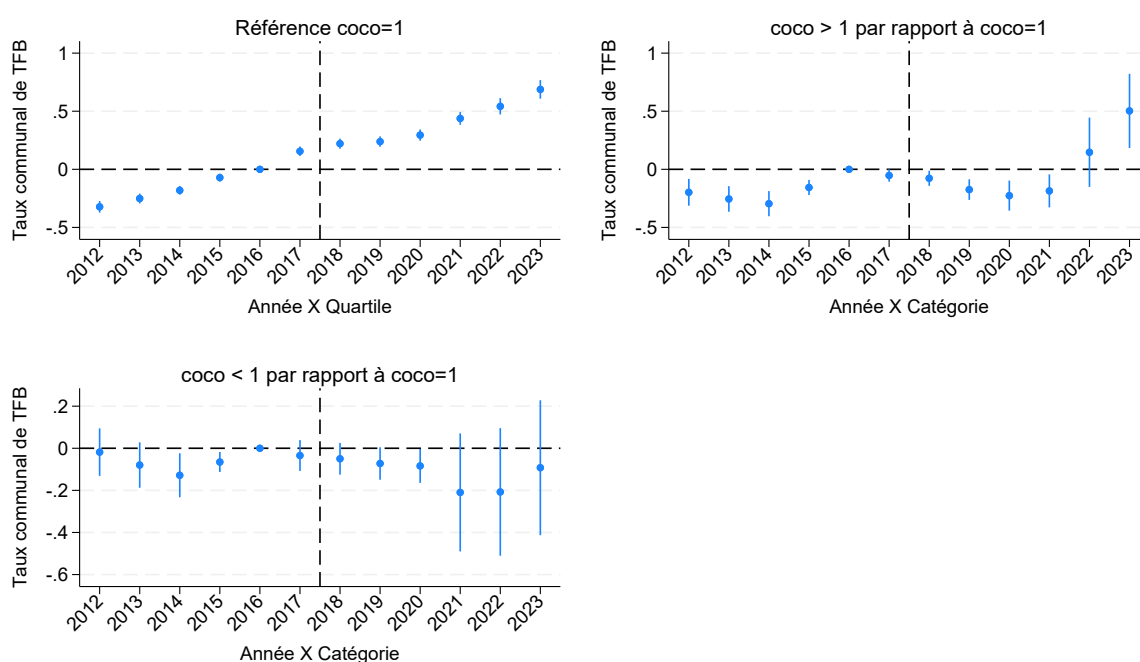 Référence coco=1
Taux communal de TFB
1
.5
0
-.5
2012 2013 2014 2015 2016 2017 2018 2019 2020 2021 2022 2023
Année X Quartile
coco > 1 par rapport à coco=1
Taux communal de TFB
1
.5
0
-.5
2012 2013 2014 2015 2016 2017 2018 2019 2020 2021 2022 2023
Année X Catégorie
coco < 1 par rapport à coco=1
Taux communal de TFB
.2
0
-.2
-.4
-.6
2012 2013 2014 2015 2016 2017 2018 2019 2020 2021 2022 2023
Année X Catégorie